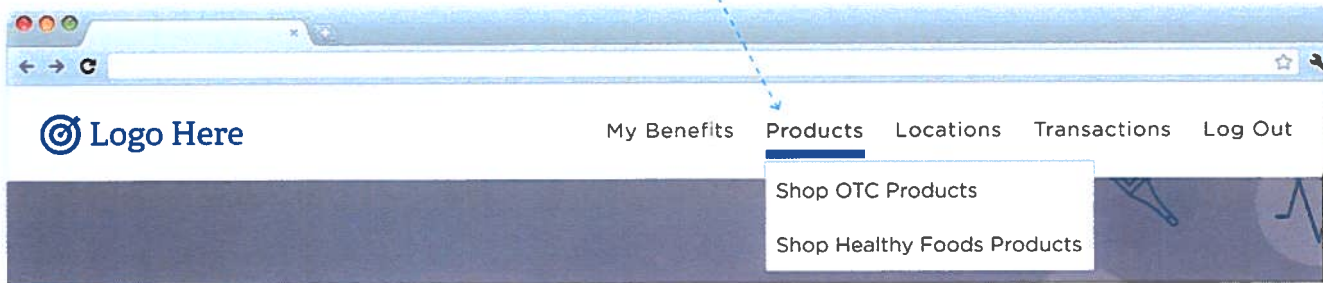 Logo Here
My Benefits Products Locations Transactions Log Out
Shop OTC Products
Shop Healthy Foods Products